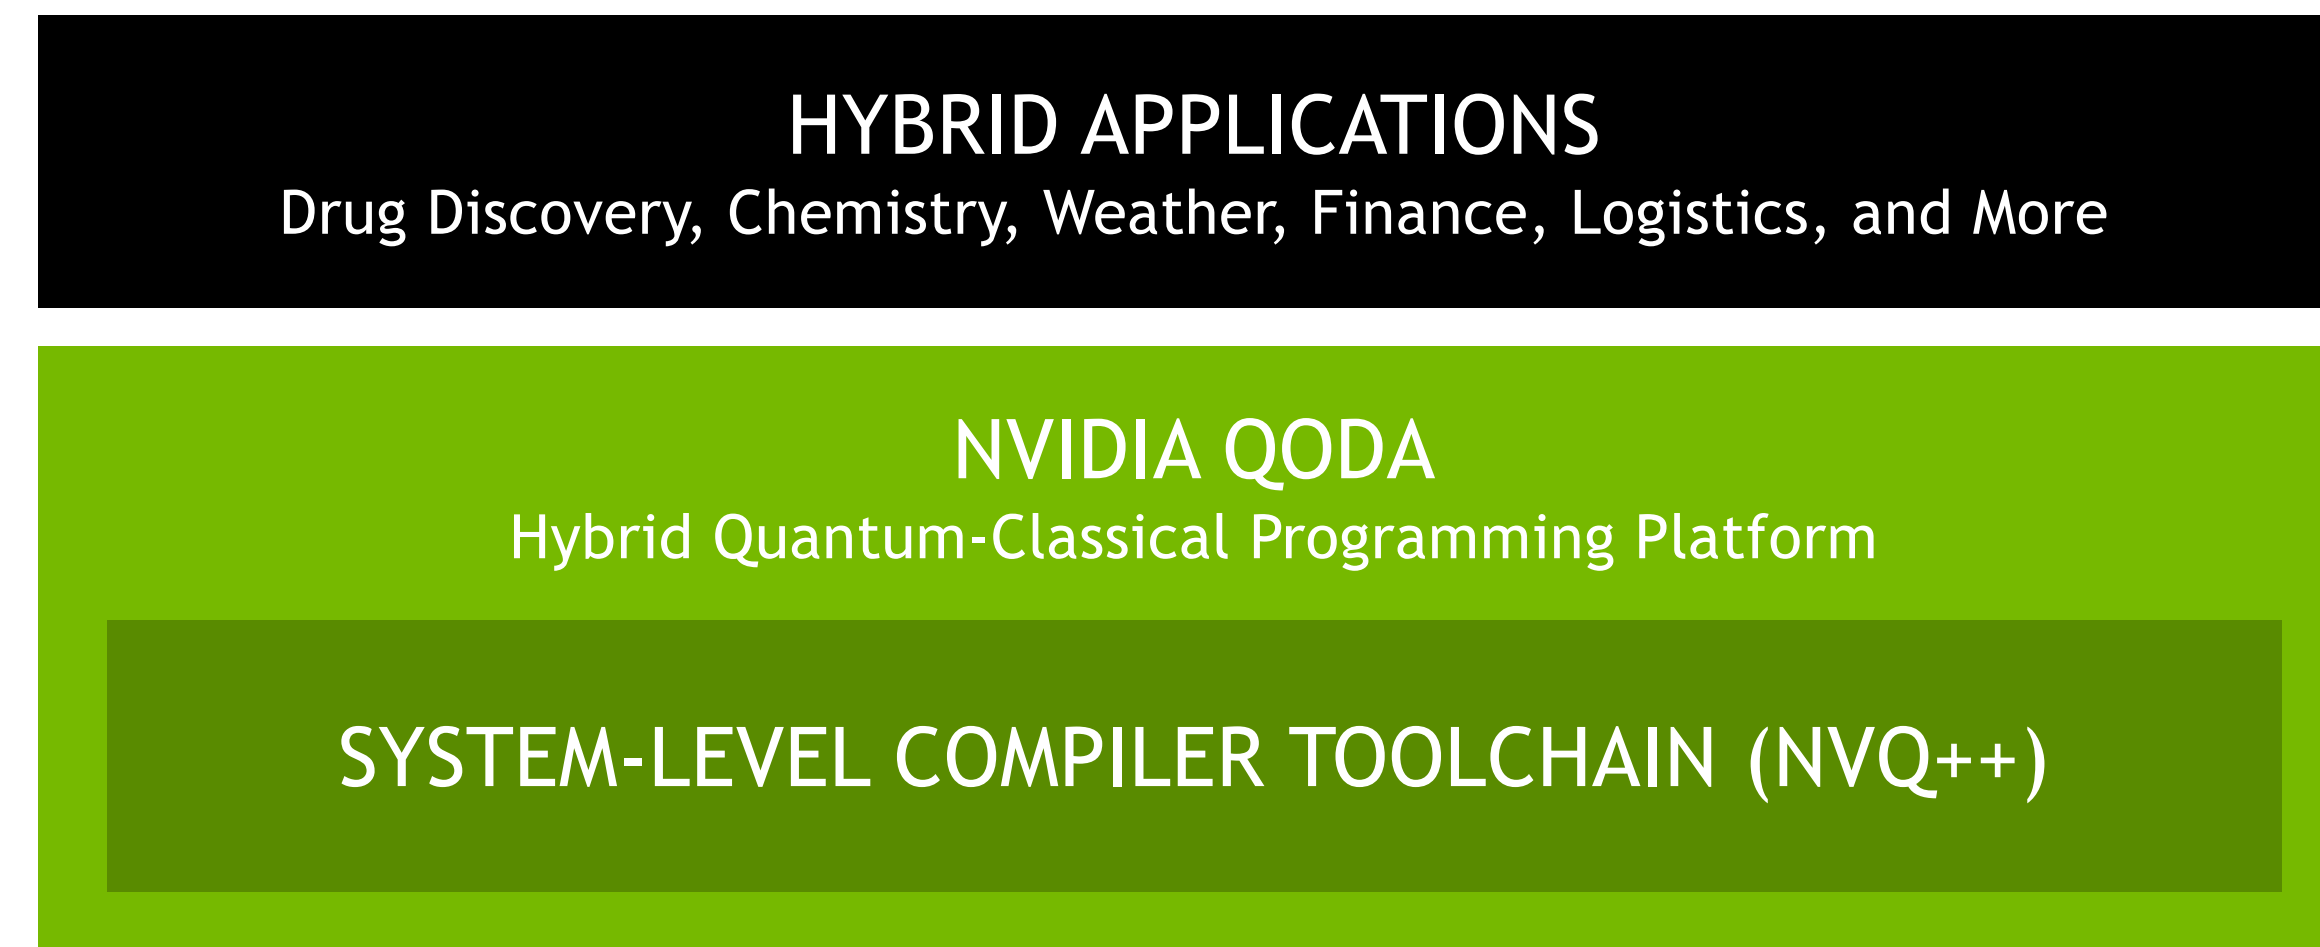 HYBRID APPLICATIONS
Drug Discovery, Chemistry, Weather, Finance, Logistics, and More
NVIDIA QODA
Hybrid Quantum-Classical Programming Platform
SYSTEM-LEVEL COMPILER TOOLCHAIN (NVQ++)